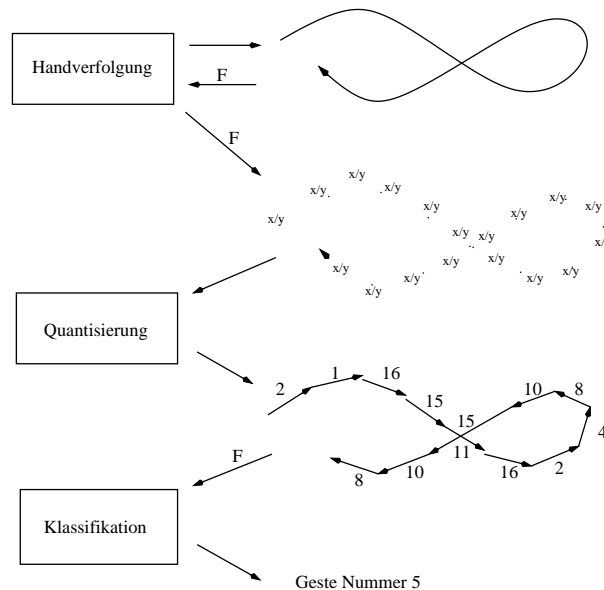 Handverfolgung
F
F
x/y
x/y x/y
x/y x/y x/y
x/y x/y
x/y
x/y x/y
x/y
x/y x/y
x/y x/y
x/y x/y
x/y
Quantisierung
2 1 16 15 15 10 8
4
F
8 10 11 16 2
Klassifikation
Geste Nummer 5